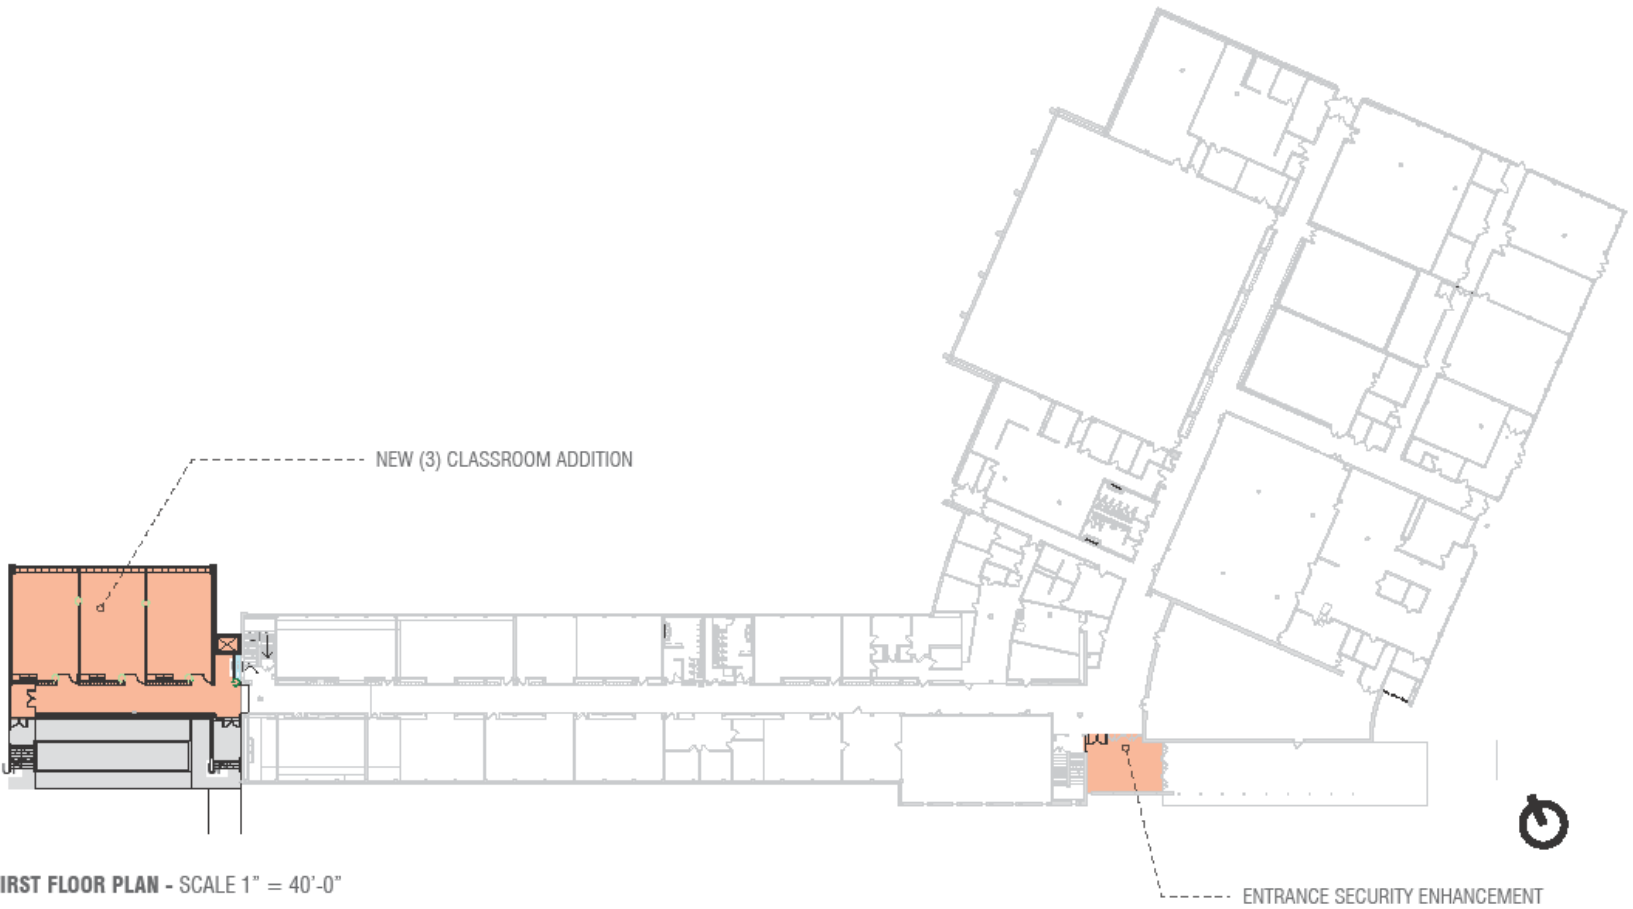 NEW (3) CLASSROOM ADDITION
IRST FLOOR PLAN - SCALE 1” = 40’-0”
ENTRANCE SECURITY ENHANCEMENT